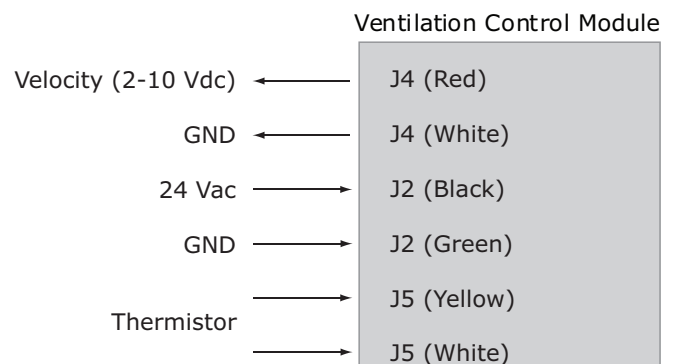 Ventilation Control Module
Velocity (2-10 Vdc) J4 (Red)
GND J4 (White)
24 Vac J2 (Black)
GND J2 (Green)
J5 (Yellow)
Thermistor
J5 (White)